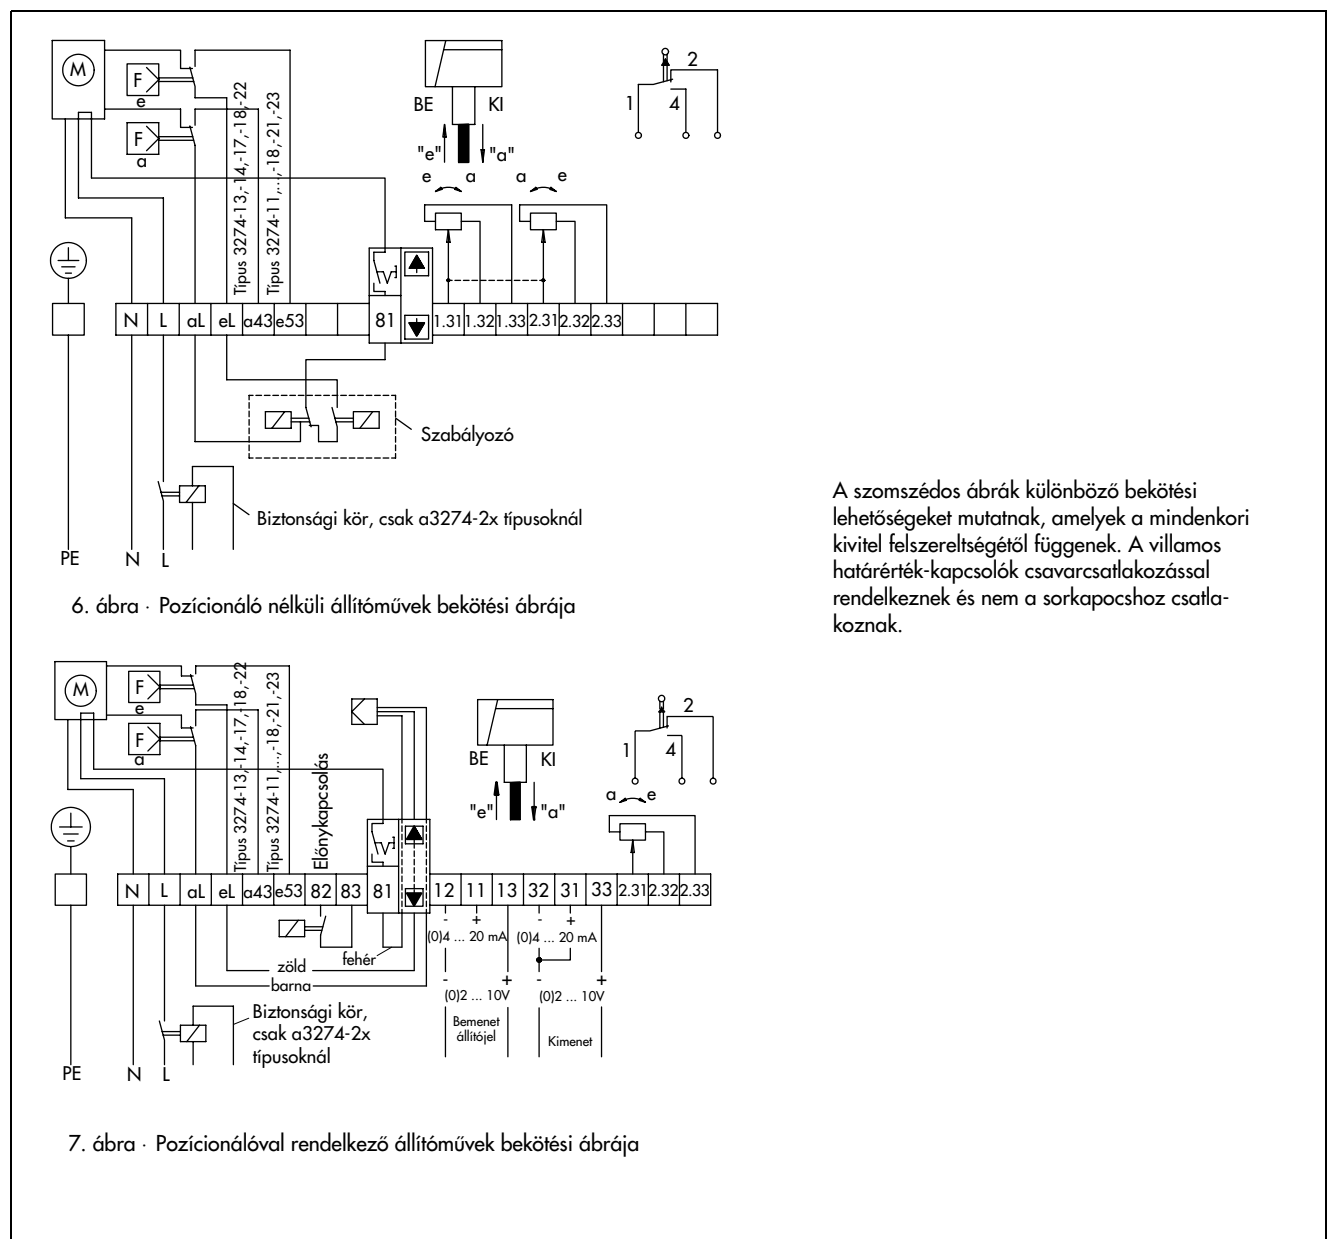 M
F
e
F
a
Típus 3274-13,-14,-17,-18,-22
Típus 3274-11,...,-18,-21,-23
BE KI
"e" "a"
e a a e
1 2 4
N L aL eL a43 e53 81 1.31 1.32 1.33 2.31 2.32 2.33
Szabályozó
Biztonsági kör, csak a3274-2x típusoknál
PE N L
6. ábra · Pozícionáló nélküli állítóművek bekötési ábrája
A szomszédos ábrák különböző bekötési
lehetőségeket mutatnak, amelyek a mindenkori
kivitel felszereltségétől függenek. A villamos
határérték-kapcsolók csavarcsatlakozással
rendelkeznek és nem a sorkapocshoz csatla-
koznak.
M
F
e
F
a
Típus 3274-13,-14,-17,-18,-22
Típus 3274-11,...,-18,-21,-23
Előnykapcsolás
BE KI
"e" "a"
1 2 4
a e
N L aL eL a43 e53 82 83 81 12 11 13 32 31 33 2.31 2.32 2.33
- + - +
(0)4 ... 20 mA (0)4 ... 20 mA
fehér
zöld
barna
- + - +
(0)2 ... 10V (0)2 ... 10V
Bemenet
állítójel
Kimenet
Biztonsági kör,
csak a3274-2x
típusoknál
PE N L
7. ábra · Pozícionálóval rendelkező állítóművek bekötési ábrája